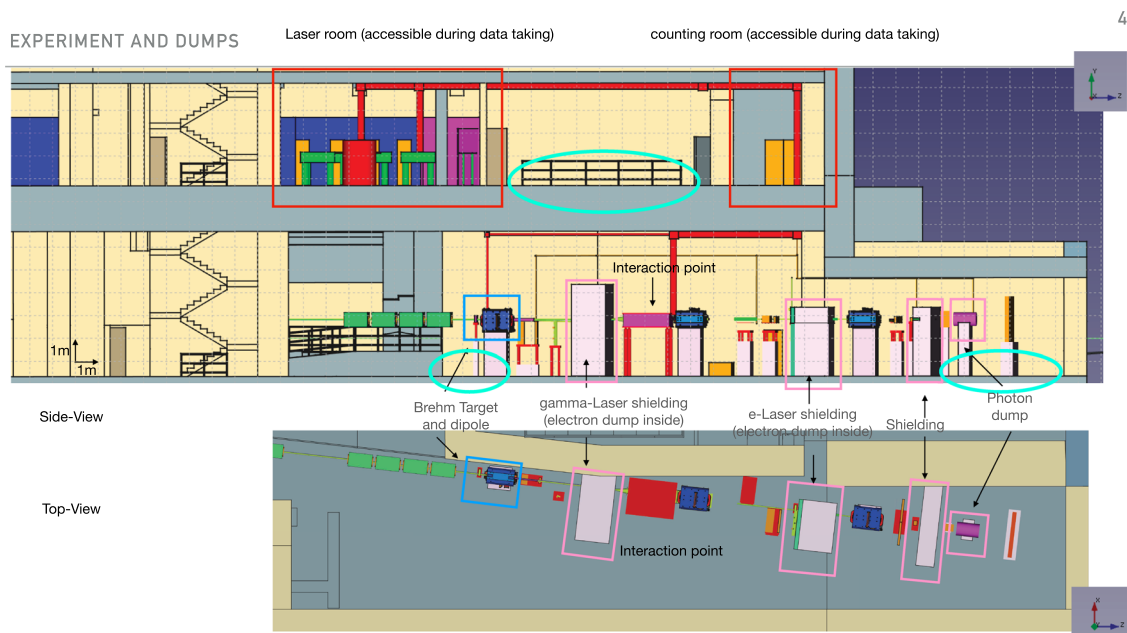 4
EXPERIMENT AND DUMPS
Laser room (accessible during data taking)
counting room (accessible during data taking)
Y
Z
Interaction point
1m
1m
Side-View
Brehm Target
and dipole
gamma-Laser shielding
(electron dump inside)
e-Laser shielding
(electron dump inside)
Shielding
Photon
dump
Top-View
Interaction point
X
Z